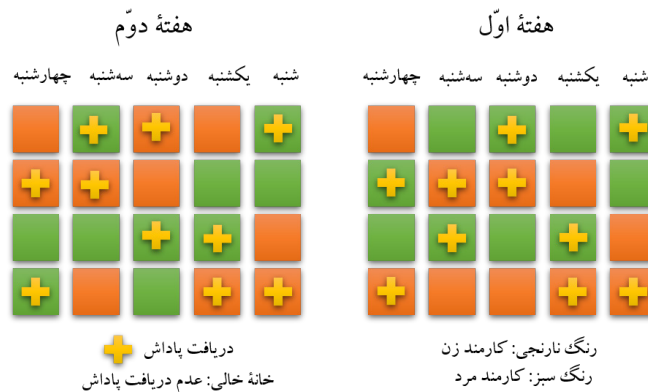 هفتهٔ اوّل
شنبه یکشنبه دوشنبه سه‌شنبه چهارشنبه
رنگ نارنجی: کارمند زن
رنگ سبز: کارمند مرد
هفتهٔ دوّم
شنبه یکشنبه دوشنبه سه‌شنبه چهارشنبه
دریافت پاداش
خانهٔ خالی: عدم دریافت پاداش